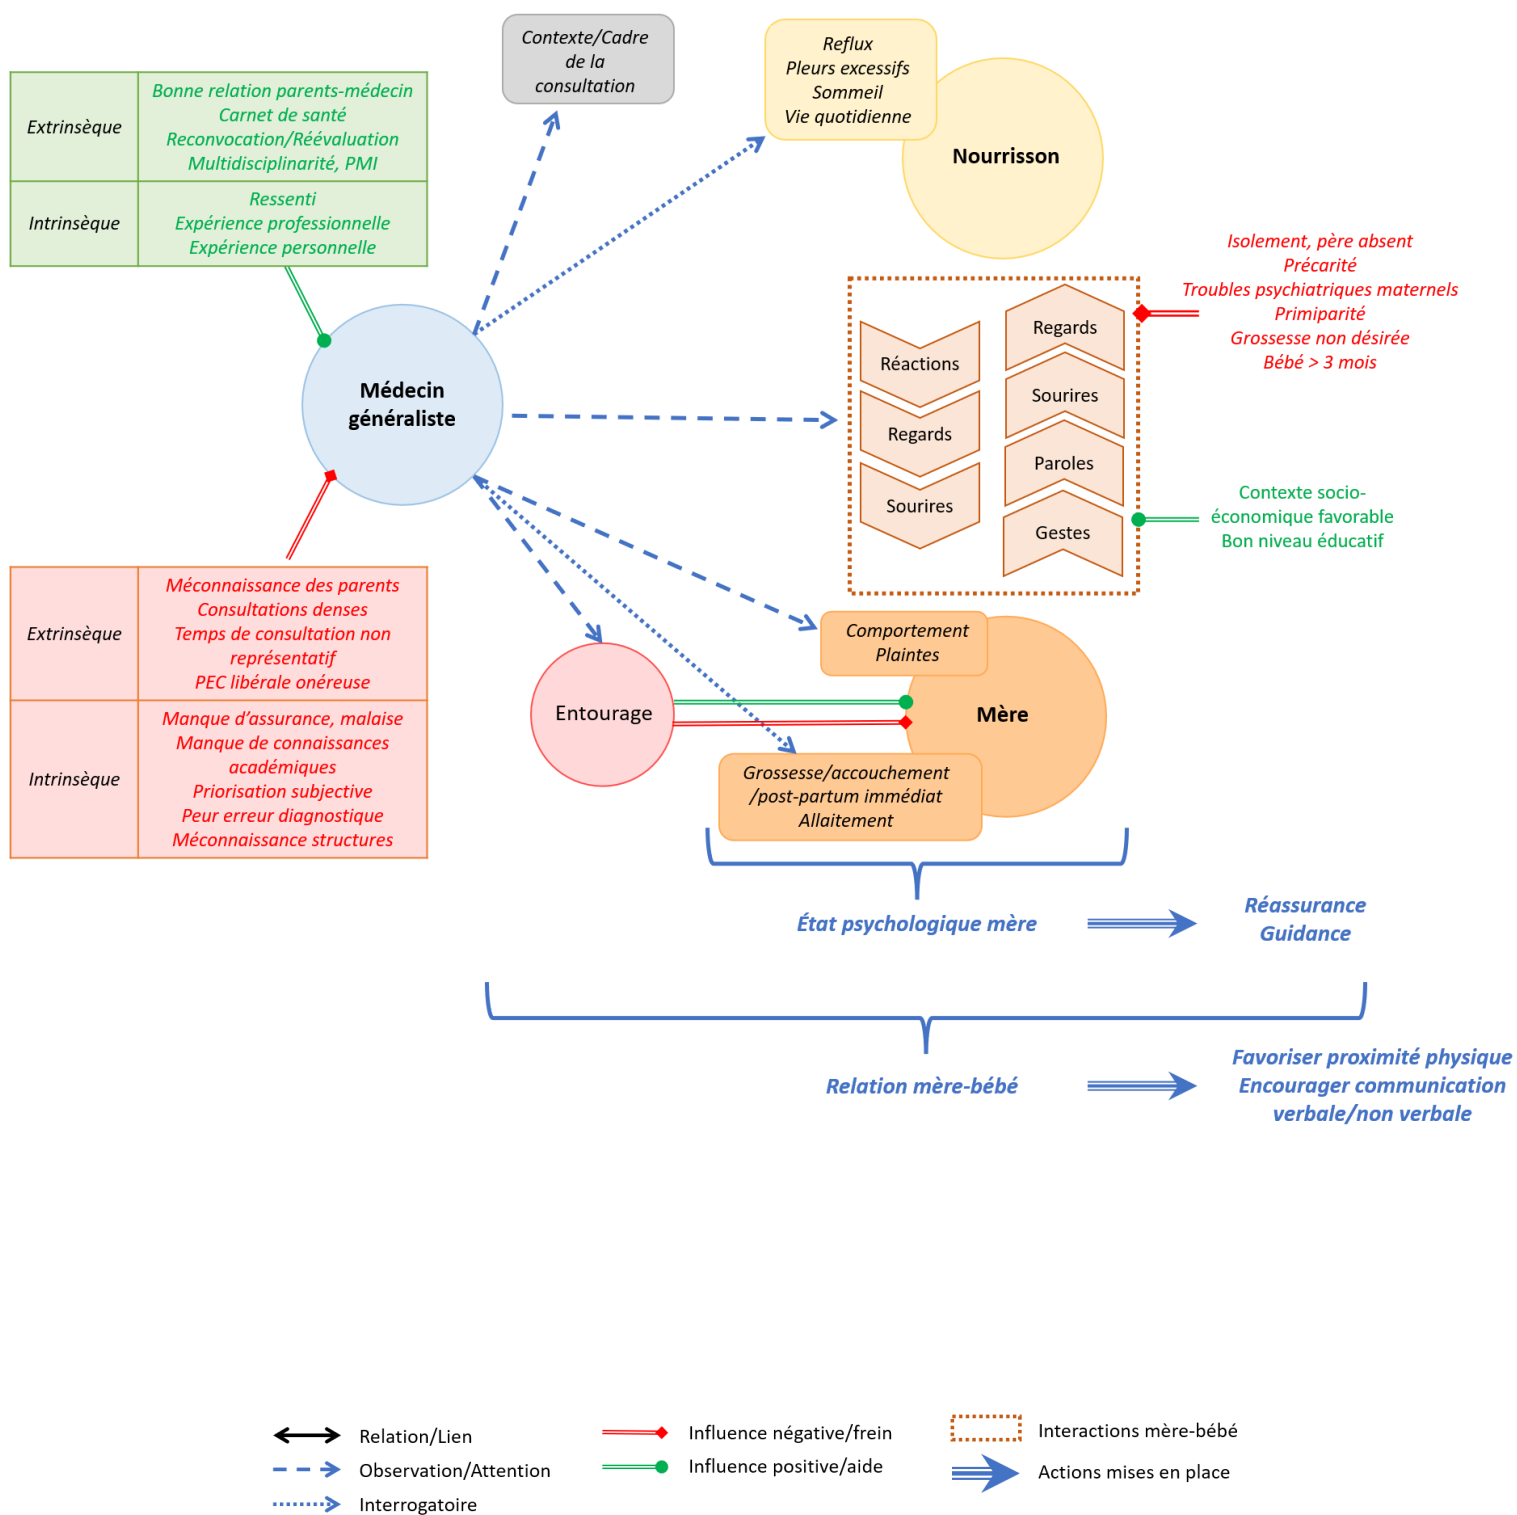 Contexte/Cadre
de la
consultation
Reflux
Pleurs excessifs
Sommeil
Vie quotidienne
Nourrisson
Extrinsèque
Bonne relation parents-médecin
Carnet de santé
Reconvocation/Réévaluation
Multidisciplinarité, PMI
Intrinsèque
Ressenti
Expérience professionnelle
Expérience personnelle
Médecin
généraliste
Réactions
Regards
Sourires
Regards
Sourires
Paroles
Gestes
Isolement, père absent
Précarité
Troubles psychiatriques maternels
Primiparité
Grossesse non désirée
Bébé > 3 mois
Contexte socio-
économique favorable
Bon niveau éducatif
Extrinsèque
Méconnaissance des parents
Consultations denses
Temps de consultation non
représentatif
PEC libérale onéreuse
Intrinsèque
Manque d’assurance, malaise
Manque de connaissances
académiques
Priorisation subjective
Peur erreur diagnostique
Méconnaissance structures
Entourage
Comportement
Plaintes
Mère
Grossesse/accouchement
/post-partum immédiat
Allaitement
État psychologique mère
Réassurance
Guidance
Relation mère-bébé
Favoriser proximité physique
Encourager communication
verbale/non verbale
Relation/Lien
Observation/Attention
Interrogatoire
Influence négative/frein
Influence positive/aide
Interactions mère-bébé
Actions mises en place